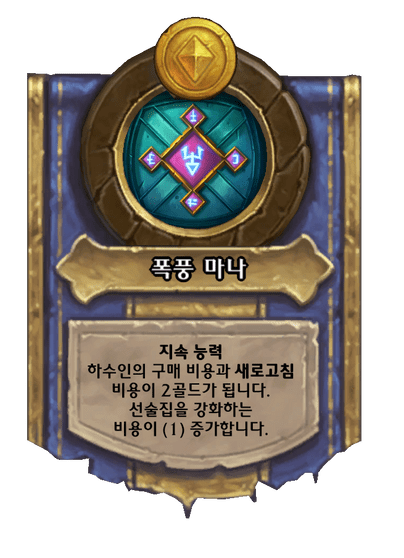 폭풍 마나
지속 능력
하수인의 구매 비용과 새로고침
비용이 2골드가 됩니다.
선술집을 강화하는
비용이 (1) 증가합니다.